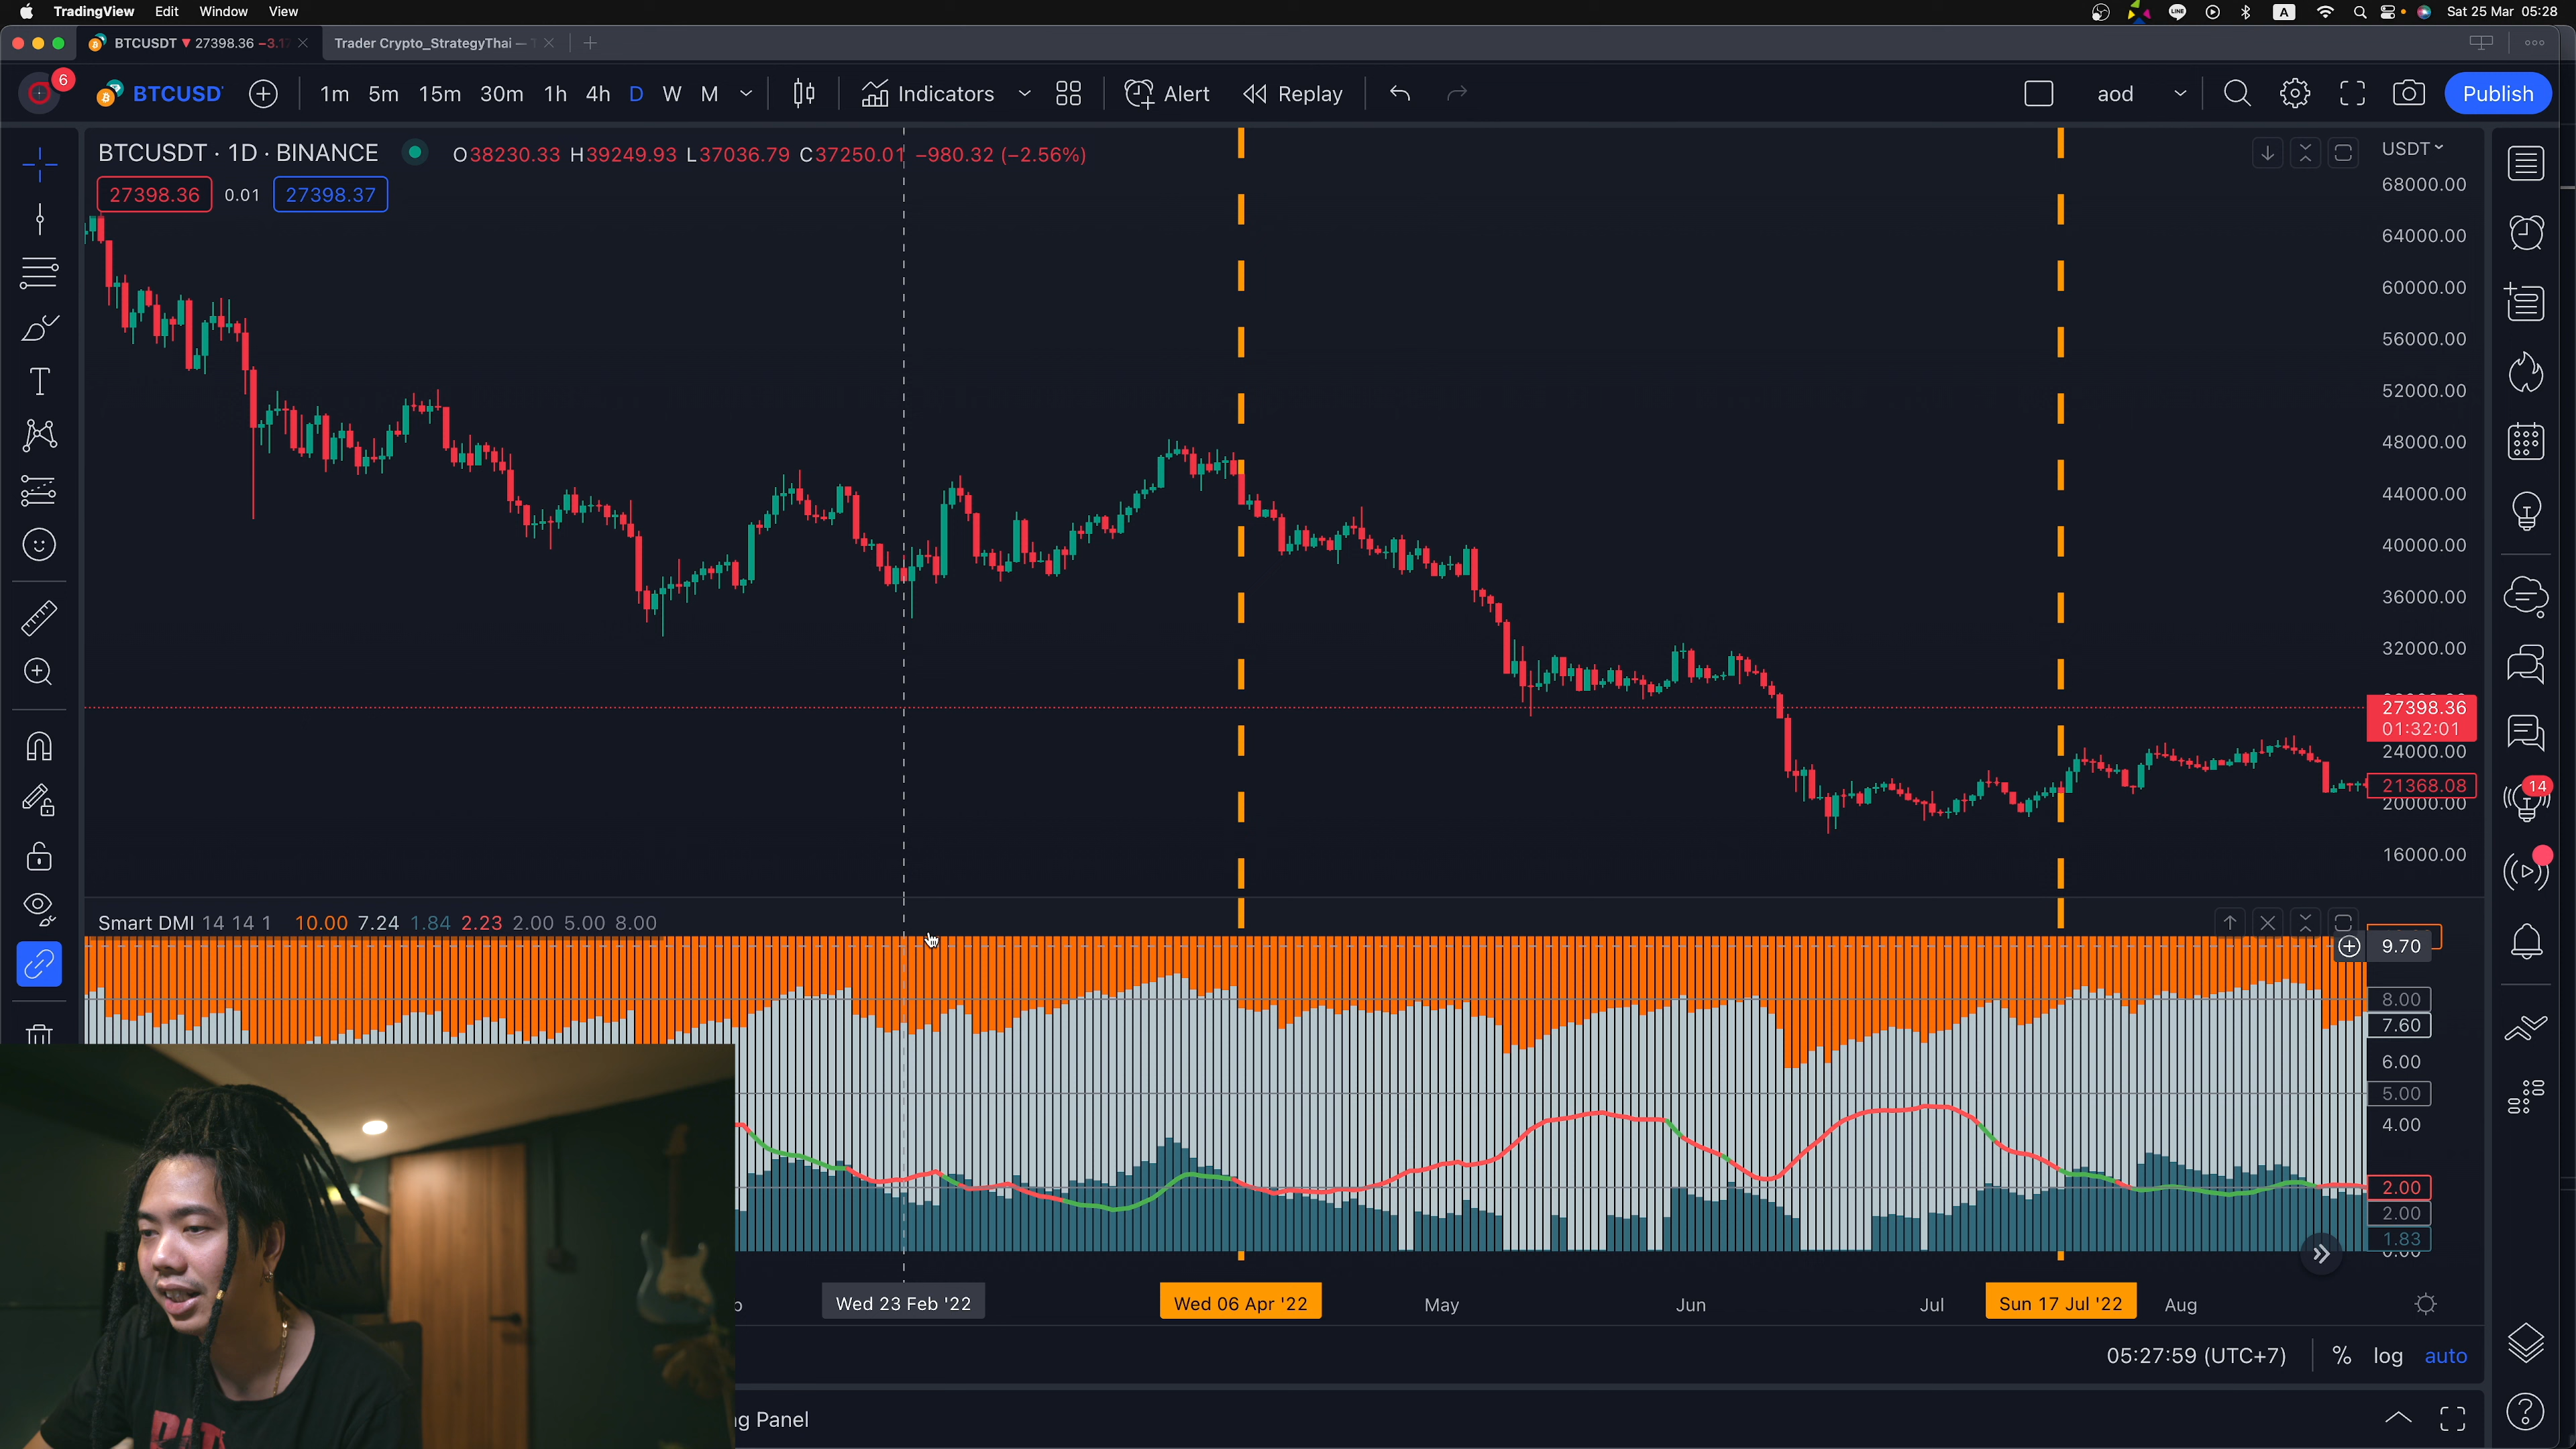 TradingView Edit Window View
Sat 25 Mar 05:28
BTCUSDT ▼ 27398.36 −3.1
Trader Crypto_StrategyThai —
6
BTCUSD
1m 5m 15m 30m 1h 4h D W M
Indicators
Alert
Replay
aod
Publish
BTCUSDT · 1D · BINANCE
O38230.33 H39249.93 L37036.79 C37250.01 −980.32 (−2.56%)
27398.36 0.01 27398.37
USDT
68000.00
64000.00
60000.00
56000.00
52000.00
48000.00
44000.00
40000.00
36000.00
32000.00
27398.36
01:32:01
24000.00
21368.08
20000.00
16000.00
14
Smart DMI 14 14 1 10.00 7.24 1.84 2.23 2.00 5.00 8.00
9.70
8.00
7.60
6.00
5.00
4.00
2.00
2.00
1.83
0.00
Wed 23 Feb '22
Wed 06 Apr '22
May
Jun
Jul
Sun 17 Jul '22
Aug
05:27:59 (UTC+7)
% log auto
g Panel